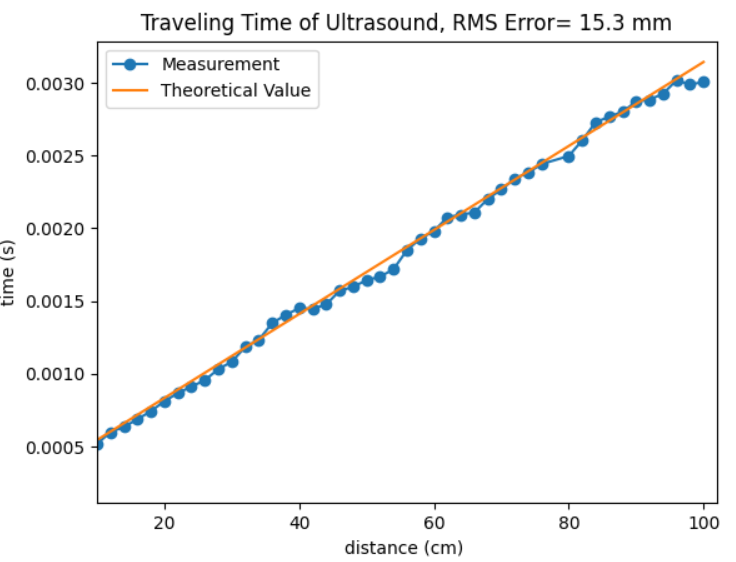 Traveling Time of Ultrasound, RMS Error= 15.3 mm
Measurement
Theoretical Value
0.0030
0.0025
0.0020
0.0015
0.0010
0.0005
time (s)
20 40 60 80 100
distance (cm)